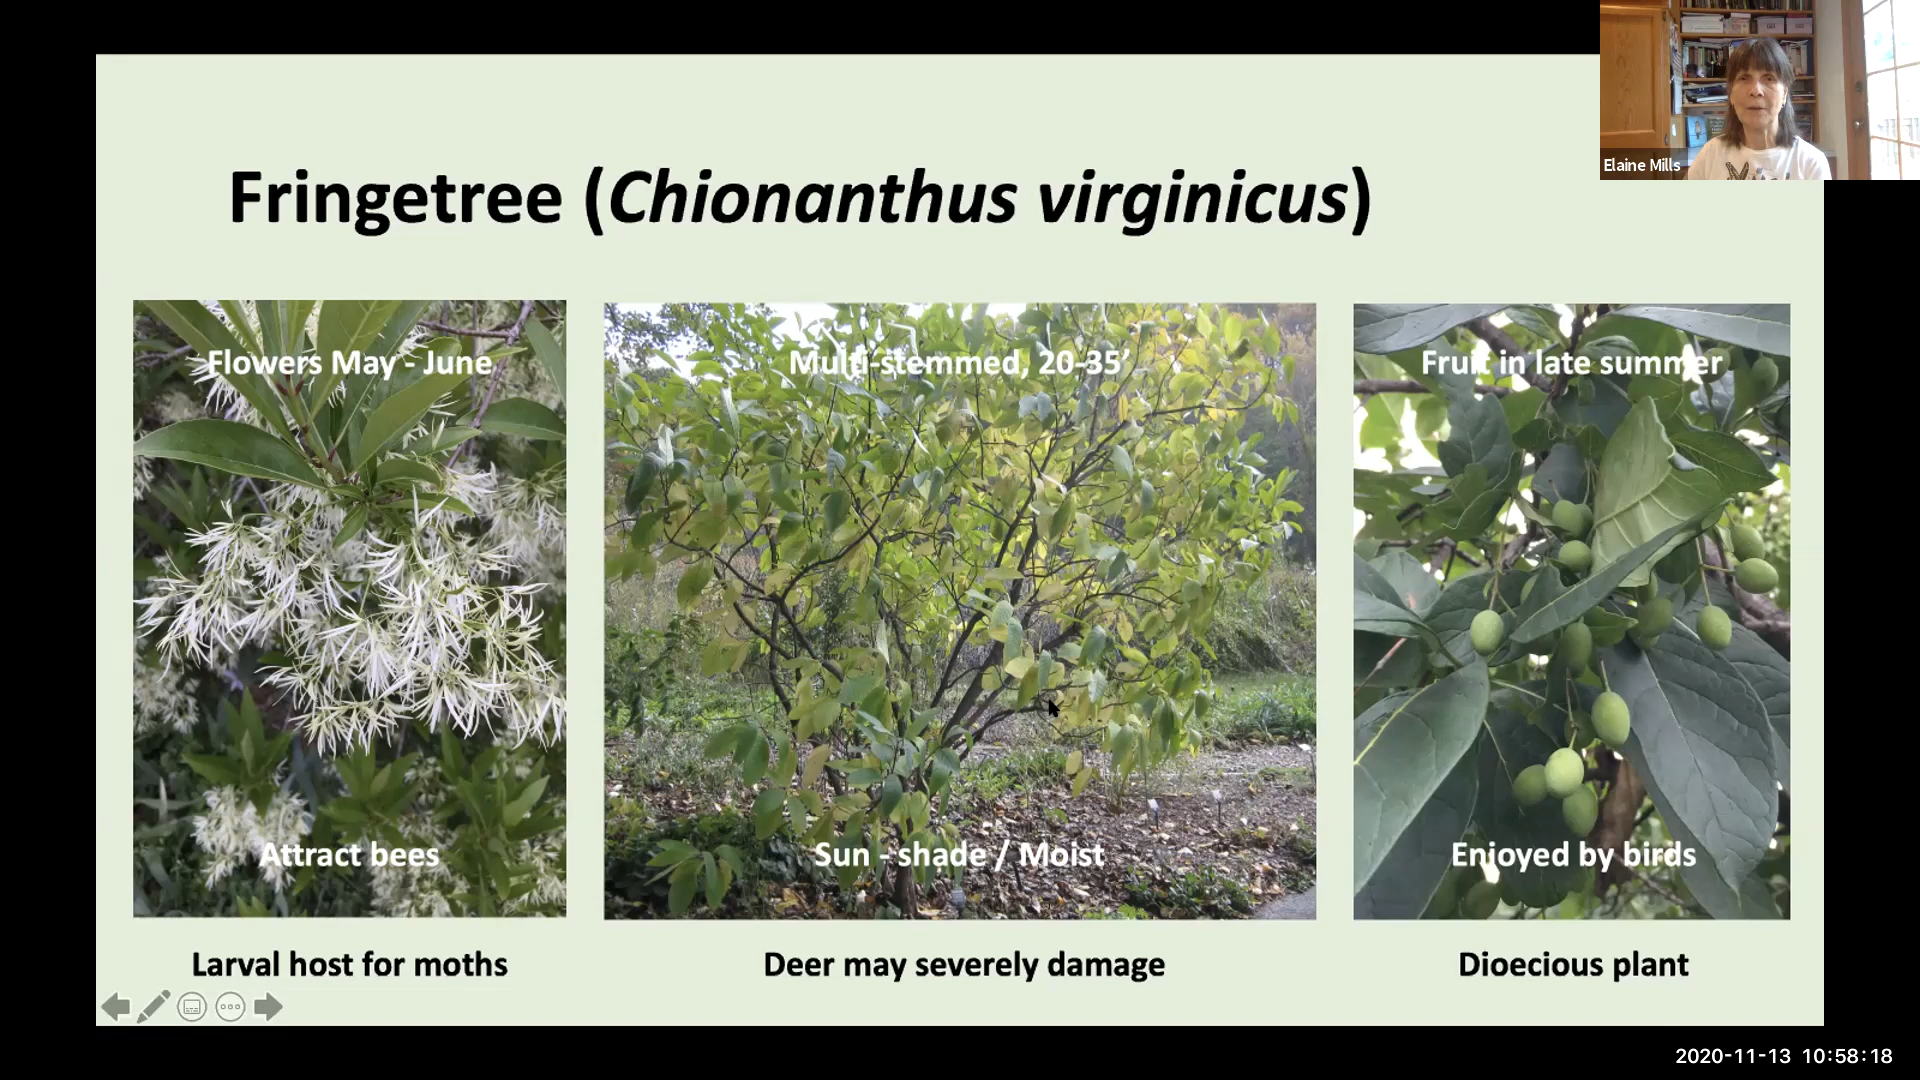 Elaine Mills
Fringetree (Chionanthus virginicus)
Flowers May - June
Attract bees
Larval host for moths
Multi-stemmed, 20-35’
Sun - shade / Moist
Deer may severely damage
Fruit in late summer
Enjoyed by birds
Dioecious plant
2020-11-13 10:58:18